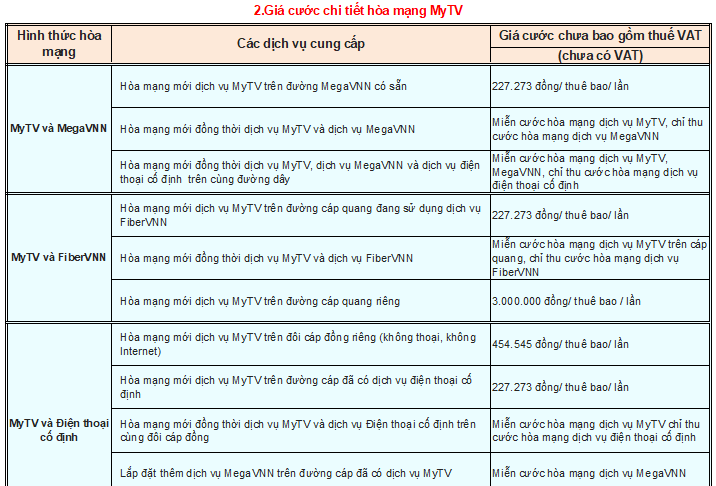 2.Giá cước chi tiết hòa mạng MyTV
Hình thức hòa
mạng
Các dịch vụ cung cấp
Giá cước chưa bao gồm thuế VAT
(chưa có VAT)
MyTV và MegaVNN
Hòa mạng mới dịch vụ MyTV trên đường MegaVNN có sẵn
227.273 đồng/ thuê bao/ lần
Hòa mạng mới đồng thời dịch vụ MyTV và dịch vụ MegaVNN
Miễn cước hòa mạng dịch vụ MyTV, chỉ thu
cước hòa mạng dịch vụ MegaVNN
Hòa mạng mới đồng thời dịch vụ MyTV, dịch vụ MegaVNN và dịch vụ điện
thoại cố định trên cùng đường dây
Miễn cước hòa mạng dịch vụ MyTV,
MegaVNN, chỉ thu cước hòa mạng dịch vụ
điện thoại cố định
MyTV và FiberVNN
Hòa mạng mới dịch vụ MyTV trên đường cáp quang đang sử dụng dịch vụ
FiberVNN
227.273 đồng/ thuê bao/ lần
Hòa mạng mới đồng thời dịch vụ MyTV và dịch vụ FiberVNN
Miễn cước hòa mạng dịch vụ MyTV trên cáp
quang, chỉ thu cước hòa mạng dịch vụ
FiberVNN
Hòa mạng mới dịch vụ MyTV trên đường cáp quang riêng
3.000.000 đồng/ thuê bao / lần
MyTV và Điện thoại
cố định
Hòa mạng mới dịch vụ MyTV trên đôi cáp đồng riêng (không thoại, không
Internet)
454.545 đồng/ thuê bao/ lần
Hòa mạng mới dịch vụ MyTV trên đường cáp đã có dịch vụ điện thoại cố
định
227.273 đồng/ thuê bao/ lần
Hòa mạng mới đồng thời dịch vụ MyTV và dịch vụ Điện thoại cố định trên
cùng đôi cáp đồng
Miễn cước hòa mạng dịch vụ MyTV chỉ thu
cước hòa mạng dịch vụ điện thoại cố định
Lắp đặt thêm dịch vụ MegaVNN trên đường cáp đã có dịch vụ MyTV
Miễn cước hòa mạng dịch vụ MegaVNN